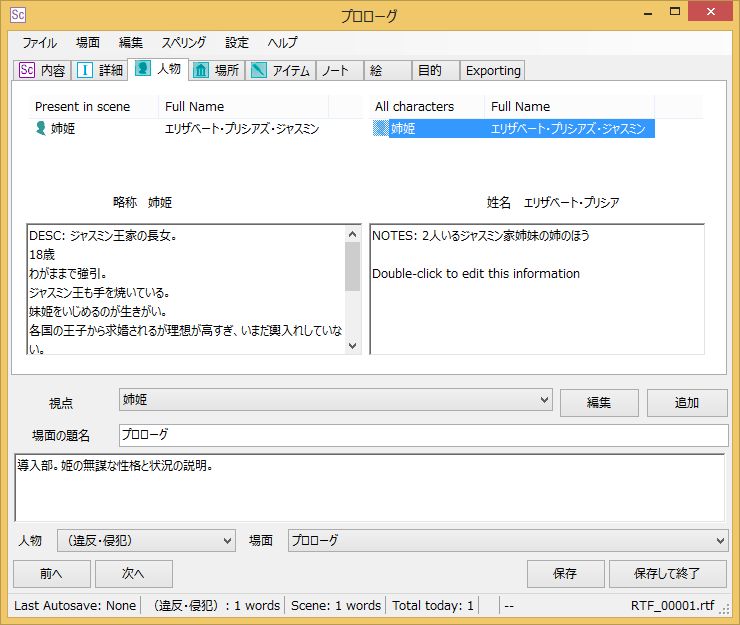 Sc
プロローグ
ファイル 場面 編集 スペリング 設定 ヘルプ
Sc 内容 I 詳細 人物 場所 アイテム ノート 絵 目的 Exporting
Present in scene Full Name All characters Full Name
姉姫 エリザベート・プリシアズ・ジャスミン 姉姫 エリザベート・プリシアズ・ジャスミン
略称 姉姫 姓名 エリザベート・プリシア
DESC: ジャスミン王家の長女。
18歳
わがままで強引。
ジャスミン王も手を焼いている。
妹姫をいじめるのが生きがい。
各国の王子から求婚されるが理想が高すぎ、いまだ輿入れしていな
い。
NOTES: 2人いるジャスミン家姉妹の姉のほう
Double-click to edit this information
視点 姉姫 編集 追加
場面の題名 プロローグ
導入部。姫の無謀な性格と状況の説明。
人物 （違反・侵犯） 場面 プロローグ
前へ 次へ 保存 保存して終了
Last Autosave: None （違反・侵犯）: 1 words Scene: 1 words Total today: 1 -- RTF_00001.rtf